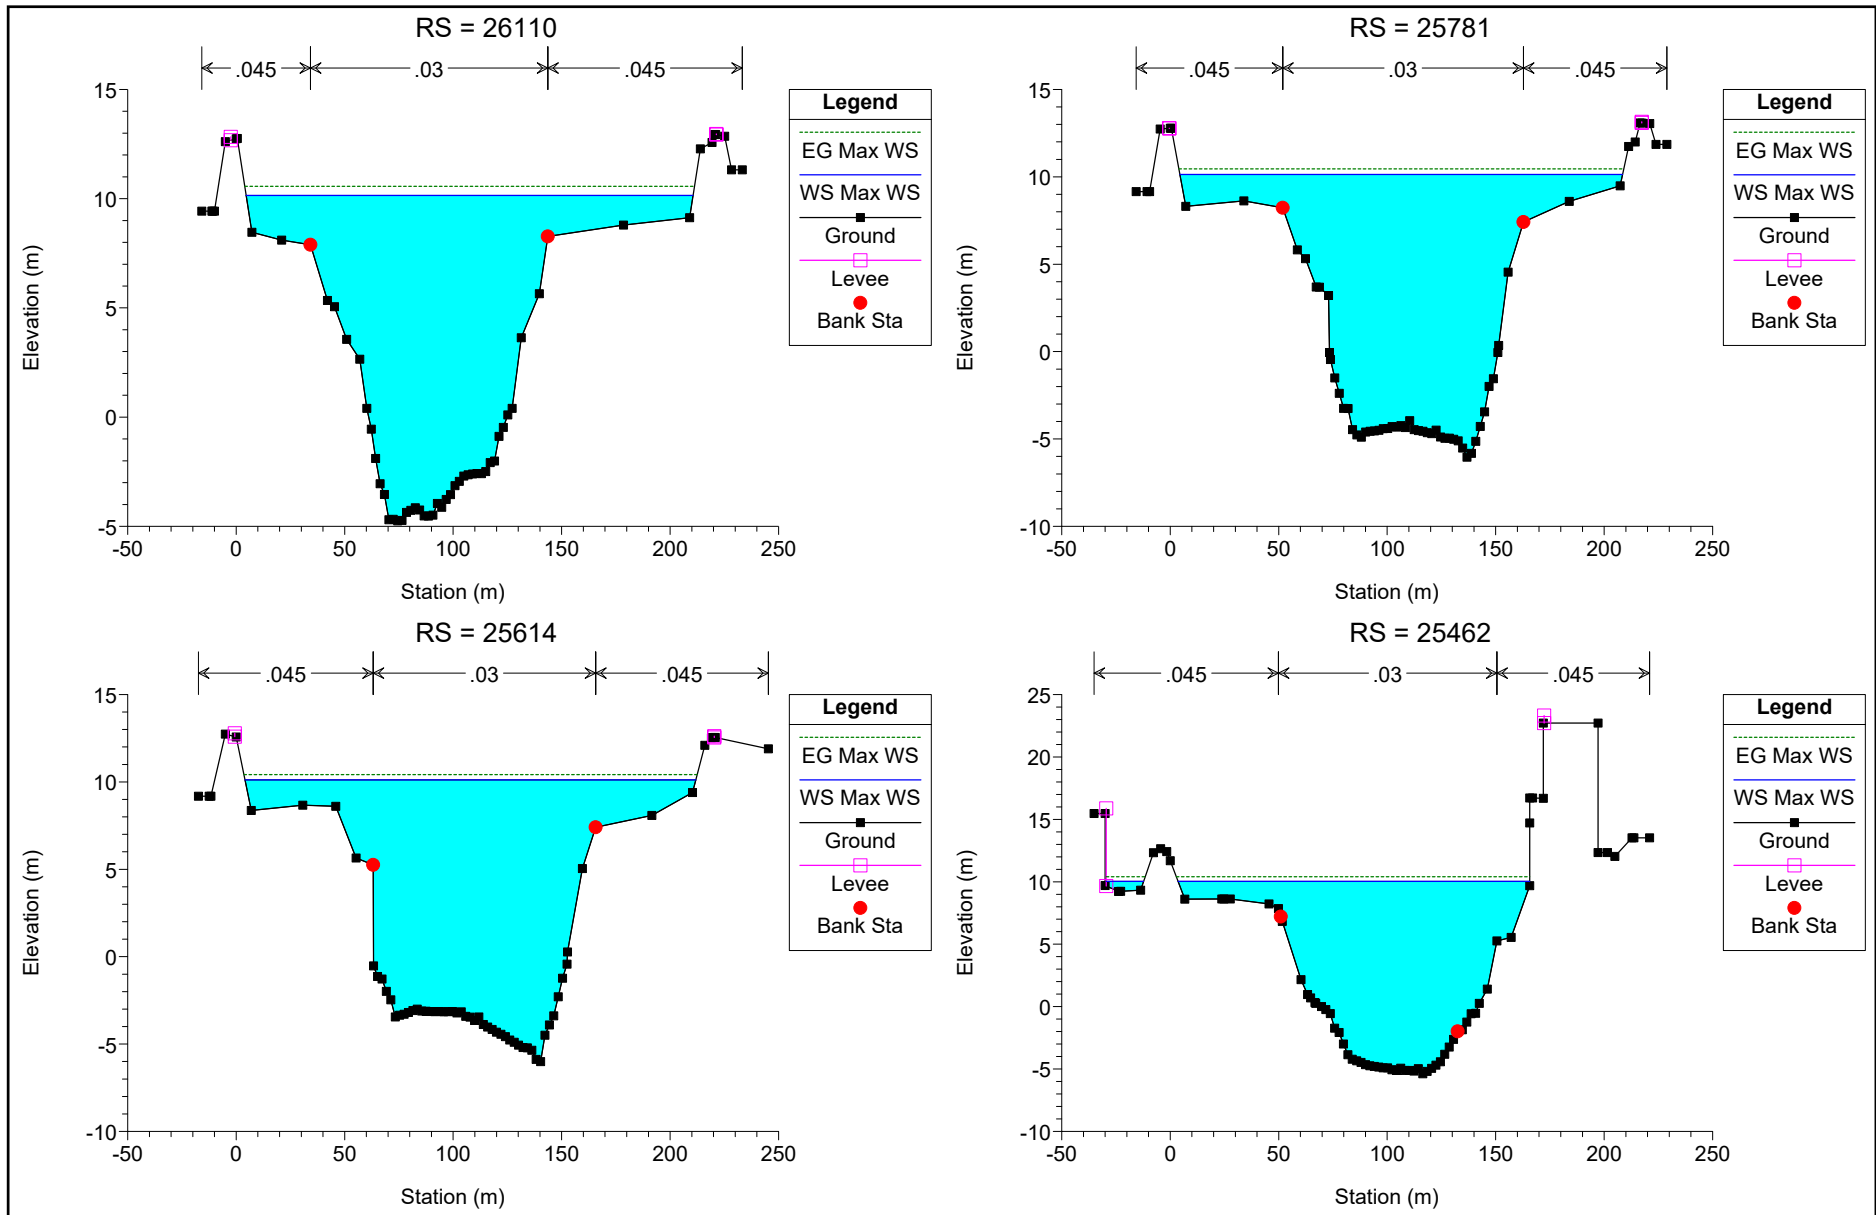 RS = 26110
.045 .03 .045
15
10
5
0
-5
-50 0 50 100 150 200 250
Station (m)
Elevation (m)
Legend
EG Max WS
WS Max WS
Ground
Levee
Bank Sta
RS = 25781
.045 .03 .045
15
10
5
0
-5
-10
-50 0 50 100 150 200 250
Station (m)
Elevation (m)
Legend
EG Max WS
WS Max WS
Ground
Levee
Bank Sta
RS = 25614
.045 .03 .045
15
10
5
0
-5
-10
-50 0 50 100 150 200 250
Station (m)
Elevation (m)
Legend
EG Max WS
WS Max WS
Ground
Levee
Bank Sta
RS = 25462
.045 .03 .045
25
20
15
10
5
0
-5
-10
-50 0 50 100 150 200 250
Station (m)
Elevation (m)
Legend
EG Max WS
WS Max WS
Ground
Levee
Bank Sta